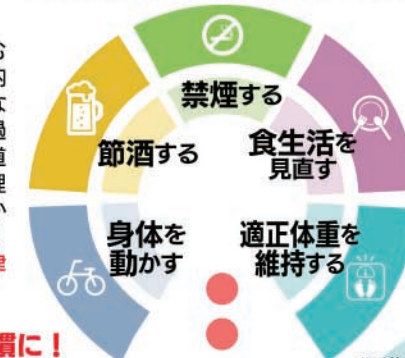 禁煙する
節酒する
食生活を
見直す
身体を
動かす
適正体重を
維持する
慣に！